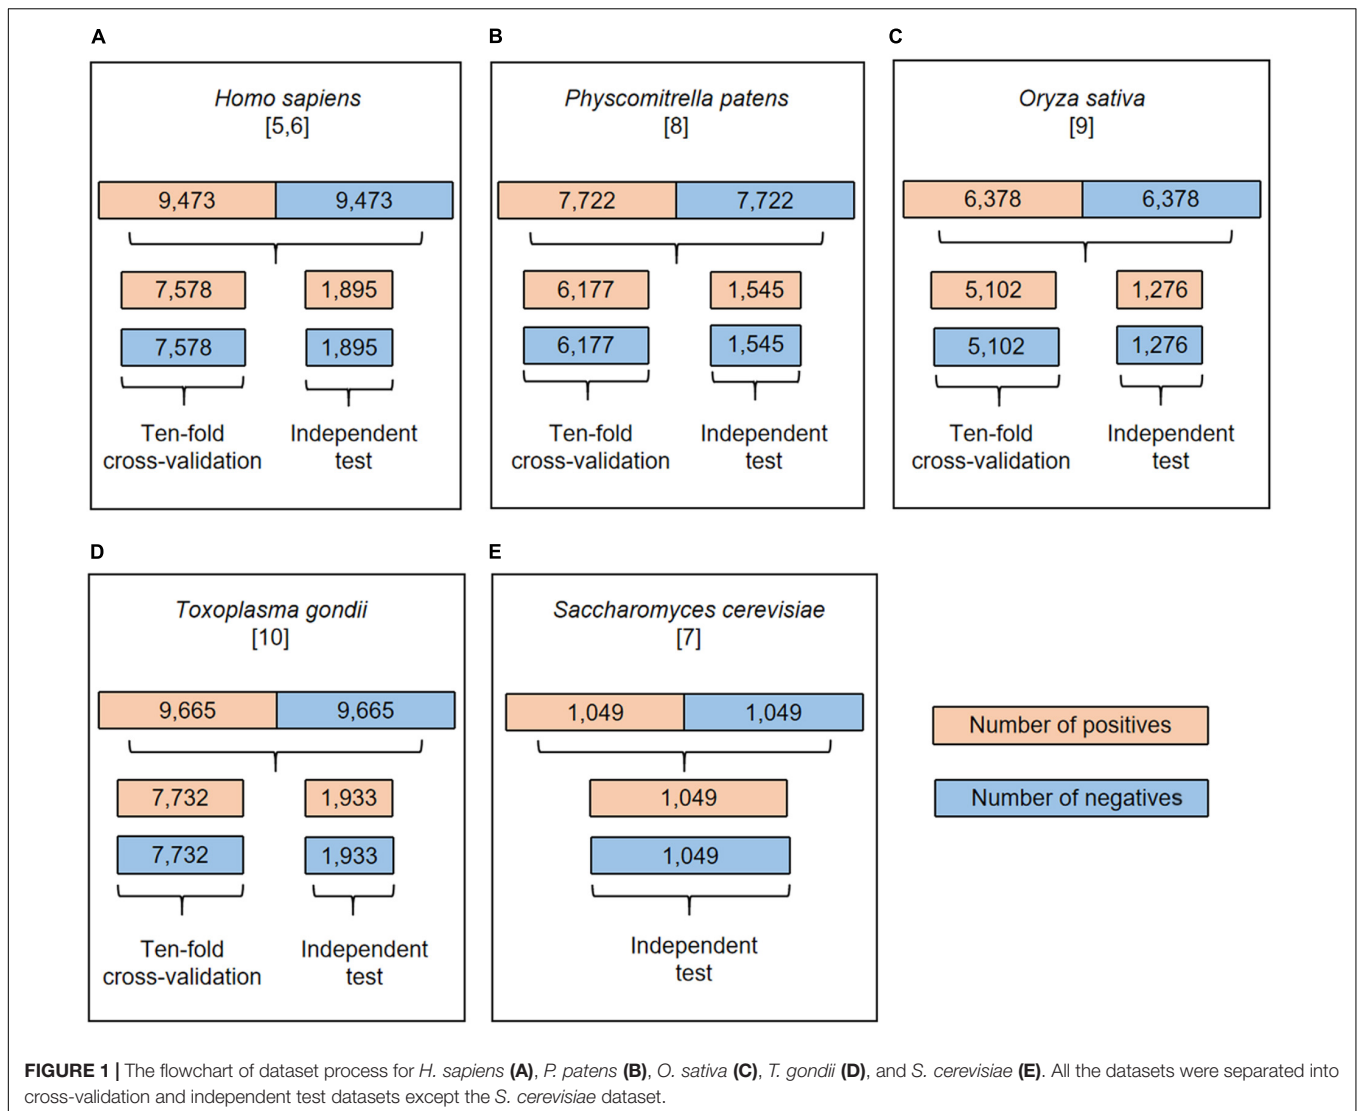 A
Homo sapiens
[5,6]
9,473 9,473
7,578 1,895
7,578 1,895
Ten-fold
cross-validation
Independent
test
B
Physcomitrella patens
[8]
7,722 7,722
6,177 1,545
6,177 1,545
Ten-fold
cross-validation
Independent
test
C
Oryza sativa
[9]
6,378 6,378
5,102 1,276
5,102 1,276
Ten-fold
cross-validation
Independent
test
D
Toxoplasma gondii
[10]
9,665 9,665
7,732 1,933
7,732 1,933
Ten-fold
cross-validation
Independent
test
E
Saccharomyces cerevisiae
[7]
1,049 1,049
1,049
1,049
Independent
test
Number of positives
Number of negatives
FIGURE 1 | The flowchart of dataset process for H. sapiens (A), P. patens (B), O. sativa (C), T. gondii (D), and S. cerevisiae (E). All the datasets were separated into
cross-validation and independent test datasets except the S. cerevisiae dataset.